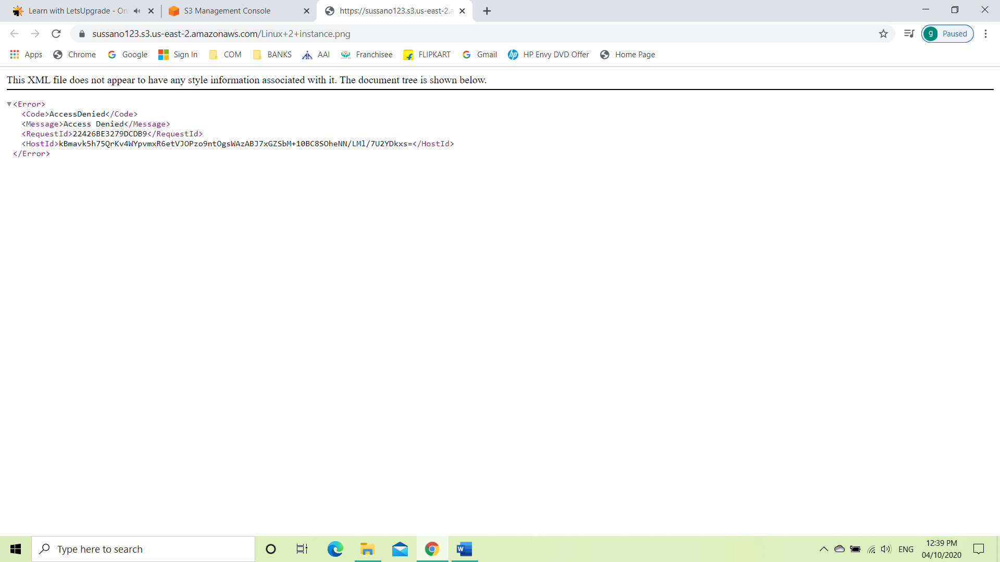 Learn with LetsUpgrade - On
S3 Management Console
https://sussano123.s3.us-east-2.a
sussano123.s3.us-east-2.amazonaws.com/Linux+2+instance.png
g Paused
Apps Chrome Google Sign In COM BANKS AAI Franchisee FLIPKART Gmail HP Envy DVD Offer Home Page
This XML file does not appear to have any style information associated with it. The document tree is shown below.
▼<Error>
<Code>AccessDenied</Code>
<Message>Access Denied</Message>
<RequestId>22426BE3279DCDB9</RequestId>
<HostId>kBmavk5h75QrKv4WYpvmxR6etVJOPzo9ntOgsWAzABJ7xGZSbM+10BC8SOheNN/LMl/7U2YDkxs=</HostId>
</Error>
Type here to search
ENG
12:39 PM
04/10/2020